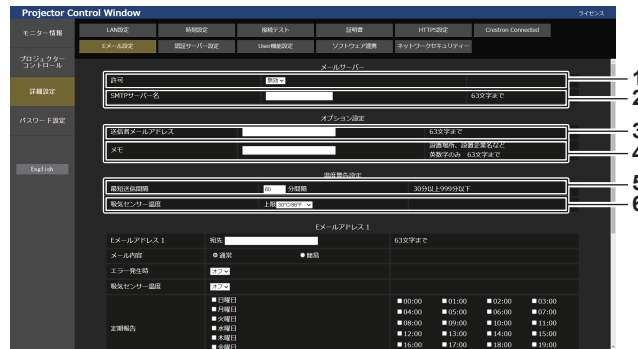 Projector Control Window
ライセンス
モニター情報
プロジェクター
コントロール
詳細設定
パスワード設定
English
LAN設定 時刻設定 接続テスト 証明書 HTTPS設定 Crestron Connected
Eメール設定 認証サーバー設定 User機能設定 ソフトウェア連携 ネットワークセキュリティー
メールサーバー
許可 無効 1
SMTPサーバー名 63文字まで 2
オプション設定
送信者メールアドレス 63文字まで 3
メモ 設置場所、設置企業名など
英数字のみ 63文字まで 4
温度警告設定
最短送信間隔 60 分間隔 30分以上999分以下 5
吸気センサー温度 上限 30°C/86°F 6
Eメールアドレス 1
Eメールアドレス 1 宛先 63文字まで
メール内容 通常 簡易
エラー発生時 オフ
吸気センサー温度 オフ
定期報告
日曜日
月曜日
火曜日
水曜日
木曜日
金曜日
00:00 01:00 02:00 03:00
04:00 05:00 06:00 07:00
08:00 09:00 10:00 11:00
12:00 13:00 14:00 15:00
16:00 17:00 18:00 19:00